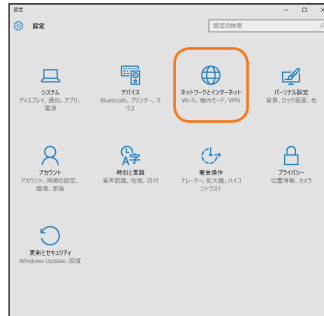 設定
設定
設定の検索
システム
ディスプレイ、通知、アプリ、
電源
デバイス
Bluetooth、プリンター、マ
ウス
ネットワークとインターネット
Wi-Fi、機内モード、VPN
パーソナル設定
背景、ロック画面、色
アカウント
アカウント、同期の設定、
職場、家族
時刻と言語
音声認識、地域、日付
簡単操作
ナレーター、拡大鏡、ハイコ
ントラスト
プライバシー
位置情報、カメラ
更新とセキュリティ
Windows Update、回復